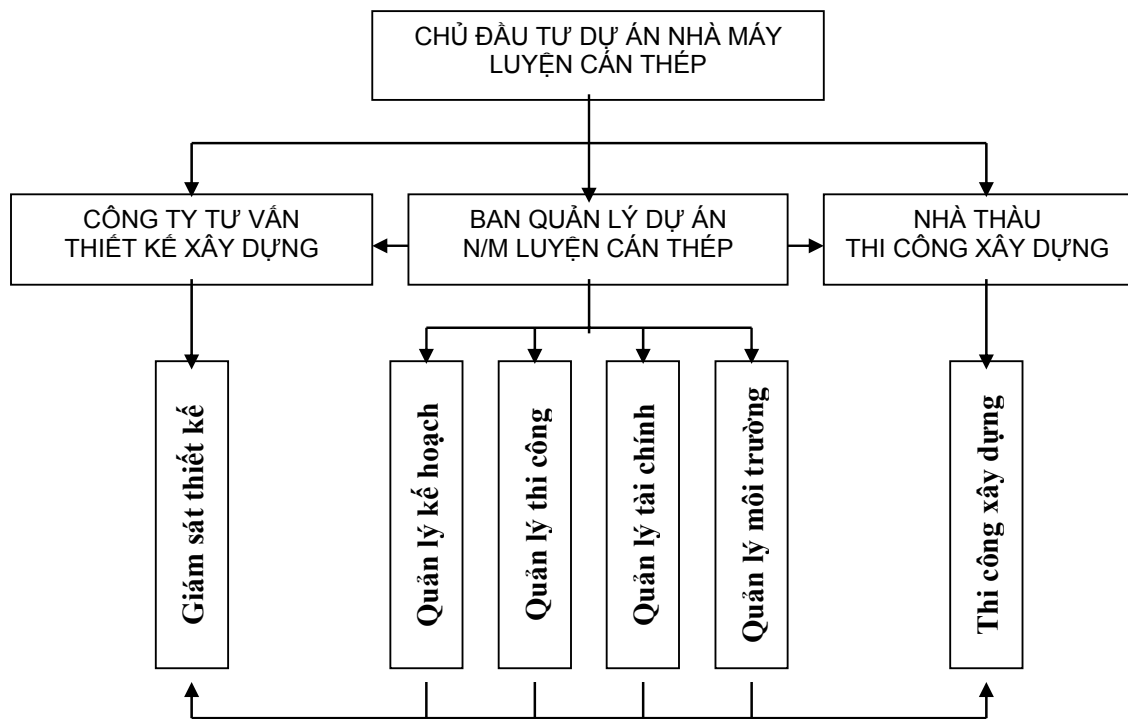 CHỦ ĐẦU TƯ DỰ ÁN NHÀ MÁY
LUYỆN CÁN THÉP
CÔNG TY TƯ VẤN
THIẾT KẾ XÂY DỰNG
BAN QUẢN LÝ DỰ ÁN
N/M LUYỆN CÁN THÉP
NHÀ THÀU
THI CÔNG XÂY DỰNG
Giám sát thiết kế
Quản lý kế hoạch
Quản lý thi công
Quản lý tài chính
Quản lý môi trường
Thi công xây dựng